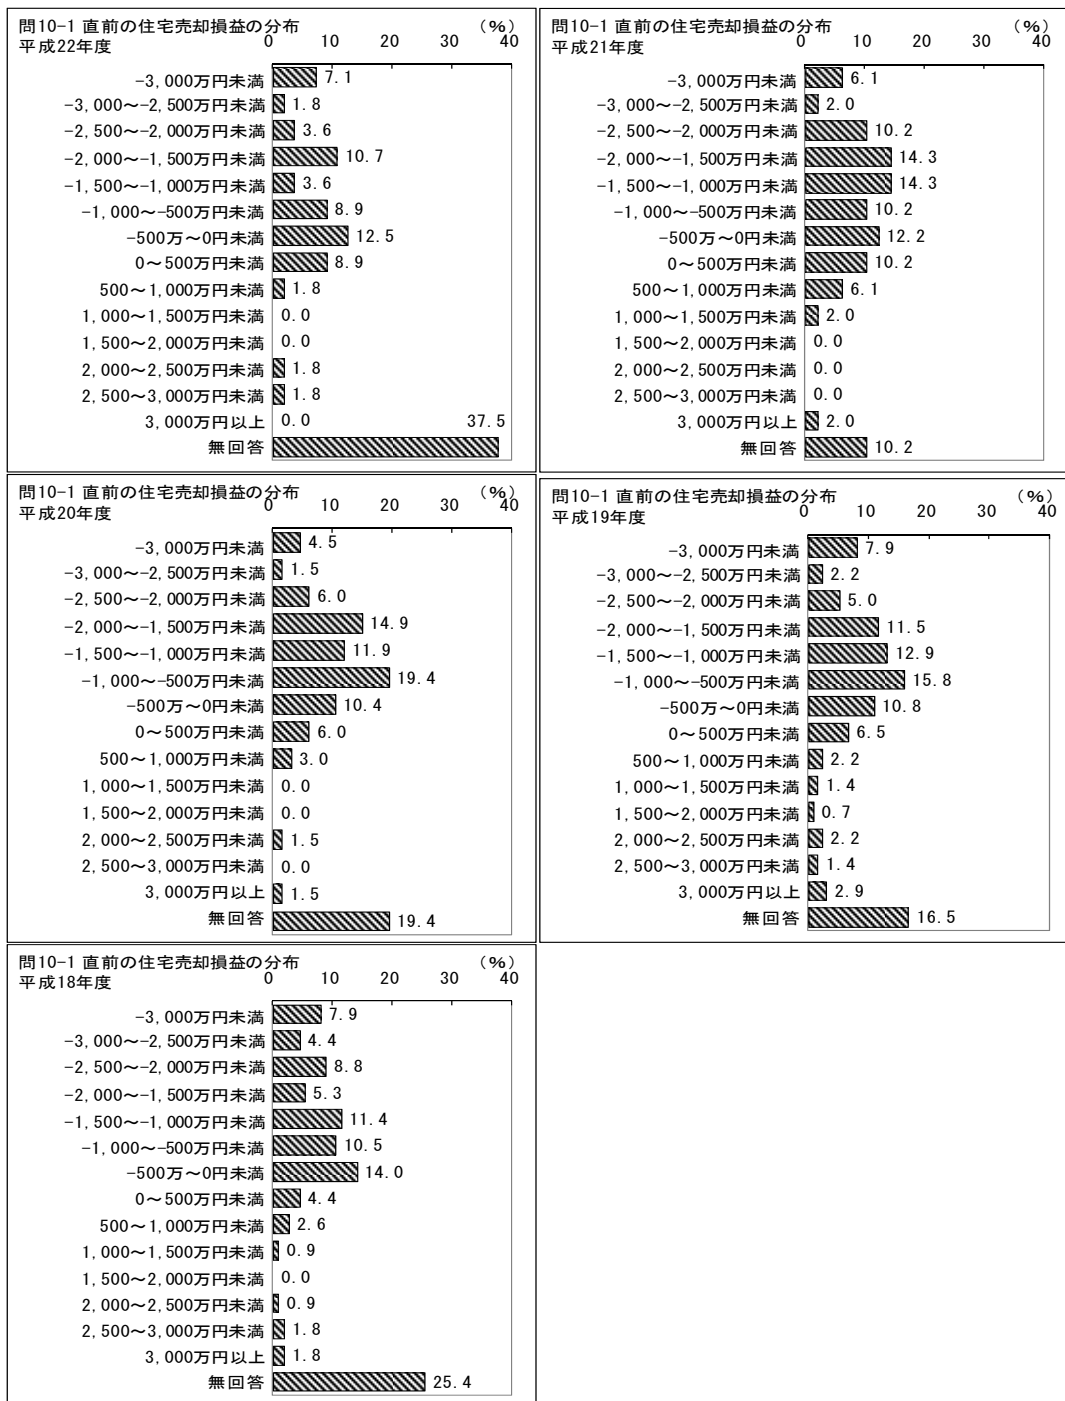 問10-1 直前の住宅売却損益の分布 (%)
平成22年度 0 10 20 30 40
-3,000万円未満 7.1
-3,000～-2,500万円未満 1.8
-2,500～-2,000万円未満 3.6
-2,000～-1,500万円未満 10.7
-1,500～-1,000万円未満 3.6
-1,000～-500万円未満 8.9
-500万～0円未満 12.5
0～500万円未満 8.9
500～1,000万円未満 1.8
1,000～1,500万円未満 0.0
1,500～2,000万円未満 0.0
2,000～2,500万円未満 1.8
2,500～3,000万円未満 1.8
3,000万円以上 0.0
無回答 37.5
問10-1 直前の住宅売却損益の分布 (%)
平成21年度 0 10 20 30 40
-3,000万円未満 6.1
-3,000～-2,500万円未満 2.0
-2,500～-2,000万円未満 10.2
-2,000～-1,500万円未満 14.3
-1,500～-1,000万円未満 14.3
-1,000～-500万円未満 10.2
-500万～0円未満 12.2
0～500万円未満 10.2
500～1,000万円未満 6.1
1,000～1,500万円未満 2.0
1,500～2,000万円未満 0.0
2,000～2,500万円未満 0.0
2,500～3,000万円未満 0.0
3,000万円以上 2.0
無回答 10.2
問10-1 直前の住宅売却損益の分布 (%)
平成20年度 0 10 20 30 40
-3,000万円未満 4.5
-3,000～-2,500万円未満 1.5
-2,500～-2,000万円未満 6.0
-2,000～-1,500万円未満 14.9
-1,500～-1,000万円未満 11.9
-1,000～-500万円未満 19.4
-500万～0円未満 10.4
0～500万円未満 6.0
500～1,000万円未満 3.0
1,000～1,500万円未満 0.0
1,500～2,000万円未満 0.0
2,000～2,500万円未満 1.5
2,500～3,000万円未満 0.0
3,000万円以上 1.5
無回答 19.4
問10-1 直前の住宅売却損益の分布 (%)
平成19年度 0 10 20 30 40
-3,000万円未満 7.9
-3,000～-2,500万円未満 2.2
-2,500～-2,000万円未満 5.0
-2,000～-1,500万円未満 11.5
-1,500～-1,000万円未満 12.9
-1,000～-500万円未満 15.8
-500万～0円未満 10.8
0～500万円未満 6.5
500～1,000万円未満 2.2
1,000～1,500万円未満 1.4
1,500～2,000万円未満 0.7
2,000～2,500万円未満 2.2
2,500～3,000万円未満 1.4
3,000万円以上 2.9
無回答 16.5
問10-1 直前の住宅売却損益の分布 (%)
平成18年度 0 10 20 30 40
-3,000万円未満 7.9
-3,000～-2,500万円未満 4.4
-2,500～-2,000万円未満 8.8
-2,000～-1,500万円未満 5.3
-1,500～-1,000万円未満 11.4
-1,000～-500万円未満 10.5
-500万～0円未満 14.0
0～500万円未満 4.4
500～1,000万円未満 2.6
1,000～1,500万円未満 0.9
1,500～2,000万円未満 0.0
2,000～2,500万円未満 0.9
2,500～3,000万円未満 1.8
3,000万円以上 1.8
無回答 25.4